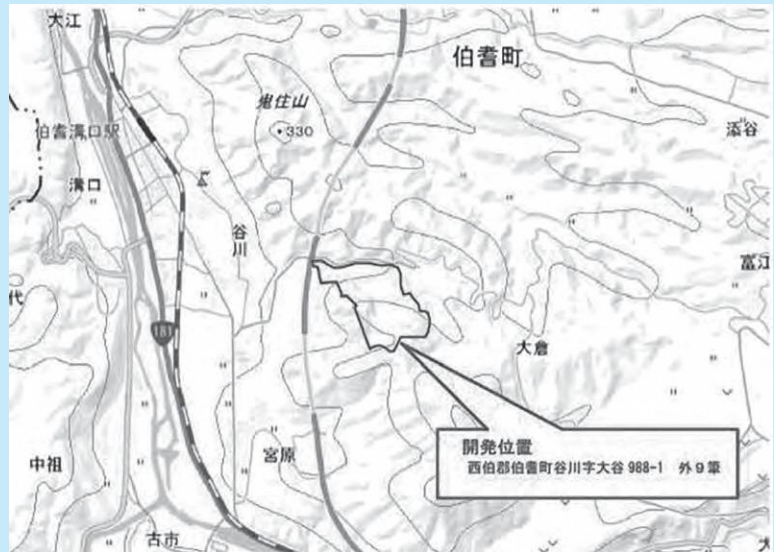 大江
伯耆町
鬼住山
・330
伯耆溝口駅
添谷
溝口
谷川
富江
代
181
大倉
開発位置
西伯郡伯耆町谷川字大谷 988-1　外９筆
宮原
中祖
古市
大